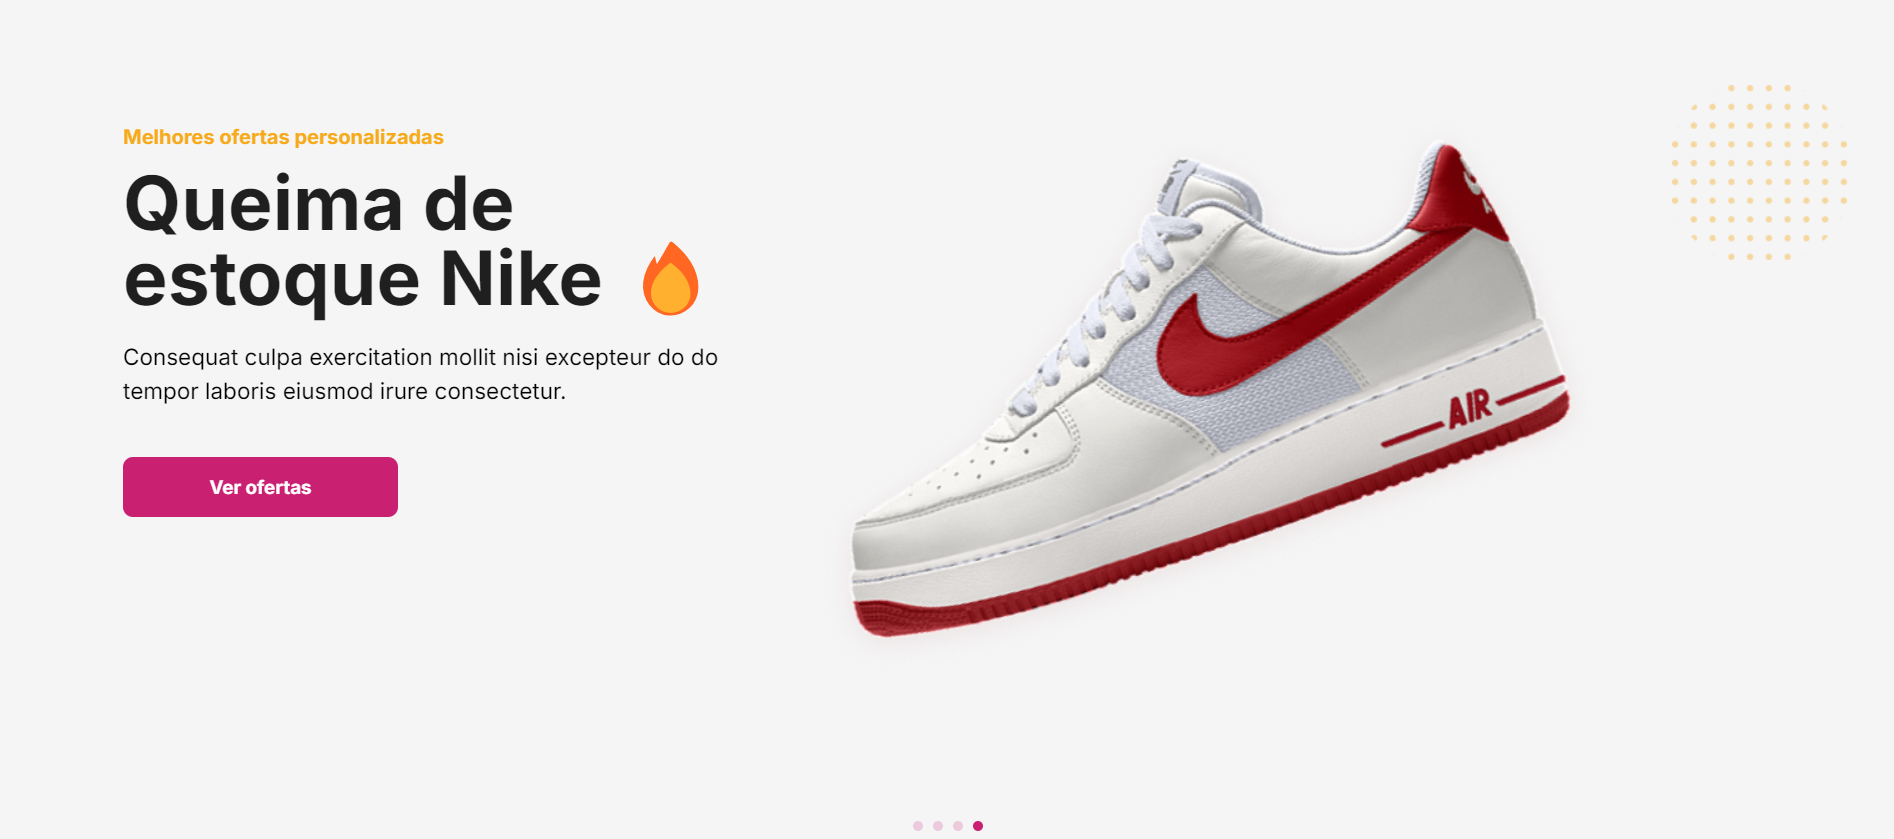 Melhores ofertas personalizadas
Queima de
estoque Nike 🔥
Consequat culpa exercitation mollit nisi excepteur do do
tempor laboris eiusmod irure consectetur.
Ver ofertas
AIR